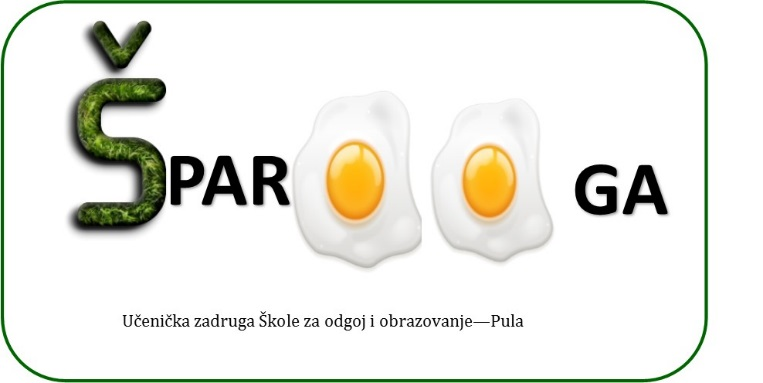 ŠPAR GA
Učenička zadruga Škole za odgoj i obrazovanje—Pula